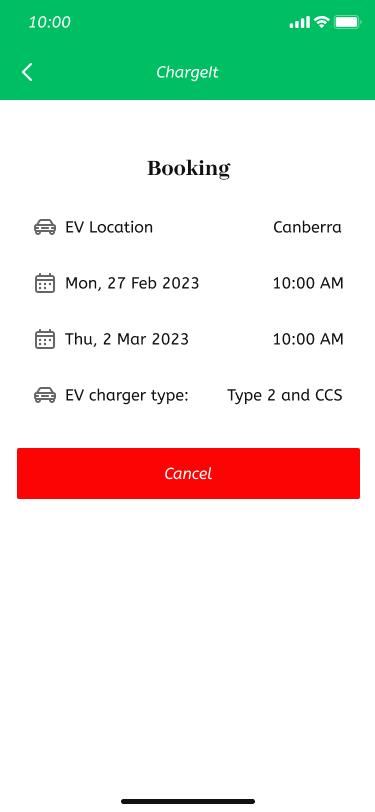 10:00
ChargeIt
Booking
EV Location Canberra
Mon, 27 Feb 2023 10:00 AM
Thu, 2 Mar 2023 10:00 AM
EV charger type: Type 2 and CCS
Cancel